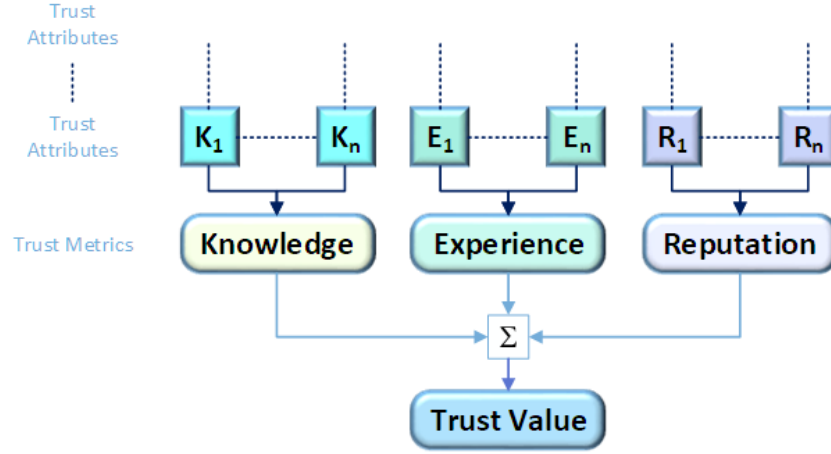 Trust
Attributes
Trust
Attributes
K₁ Kₙ E₁ Eₙ R₁ Rₙ
Trust Metrics Knowledge Experience Reputation
Σ
Trust Value